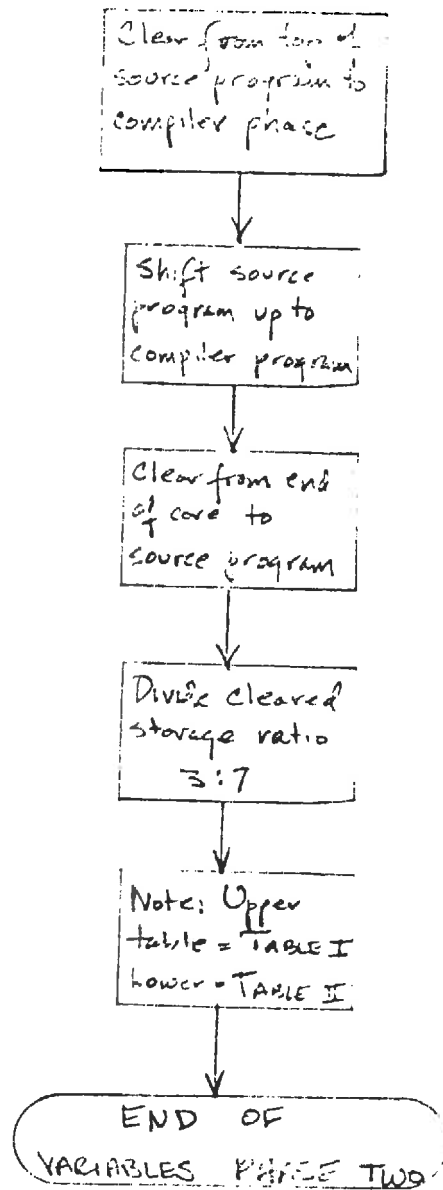 Clear from top of
source program to
compiler phase
Shift source
program up to
compiler program
Clear from end
of core to
source program
Divide cleared
storage ratio
3:7
Note: Upper
table = TABLE I
Lower = TABLE II
END OF
VARIABLES PHASE TWO